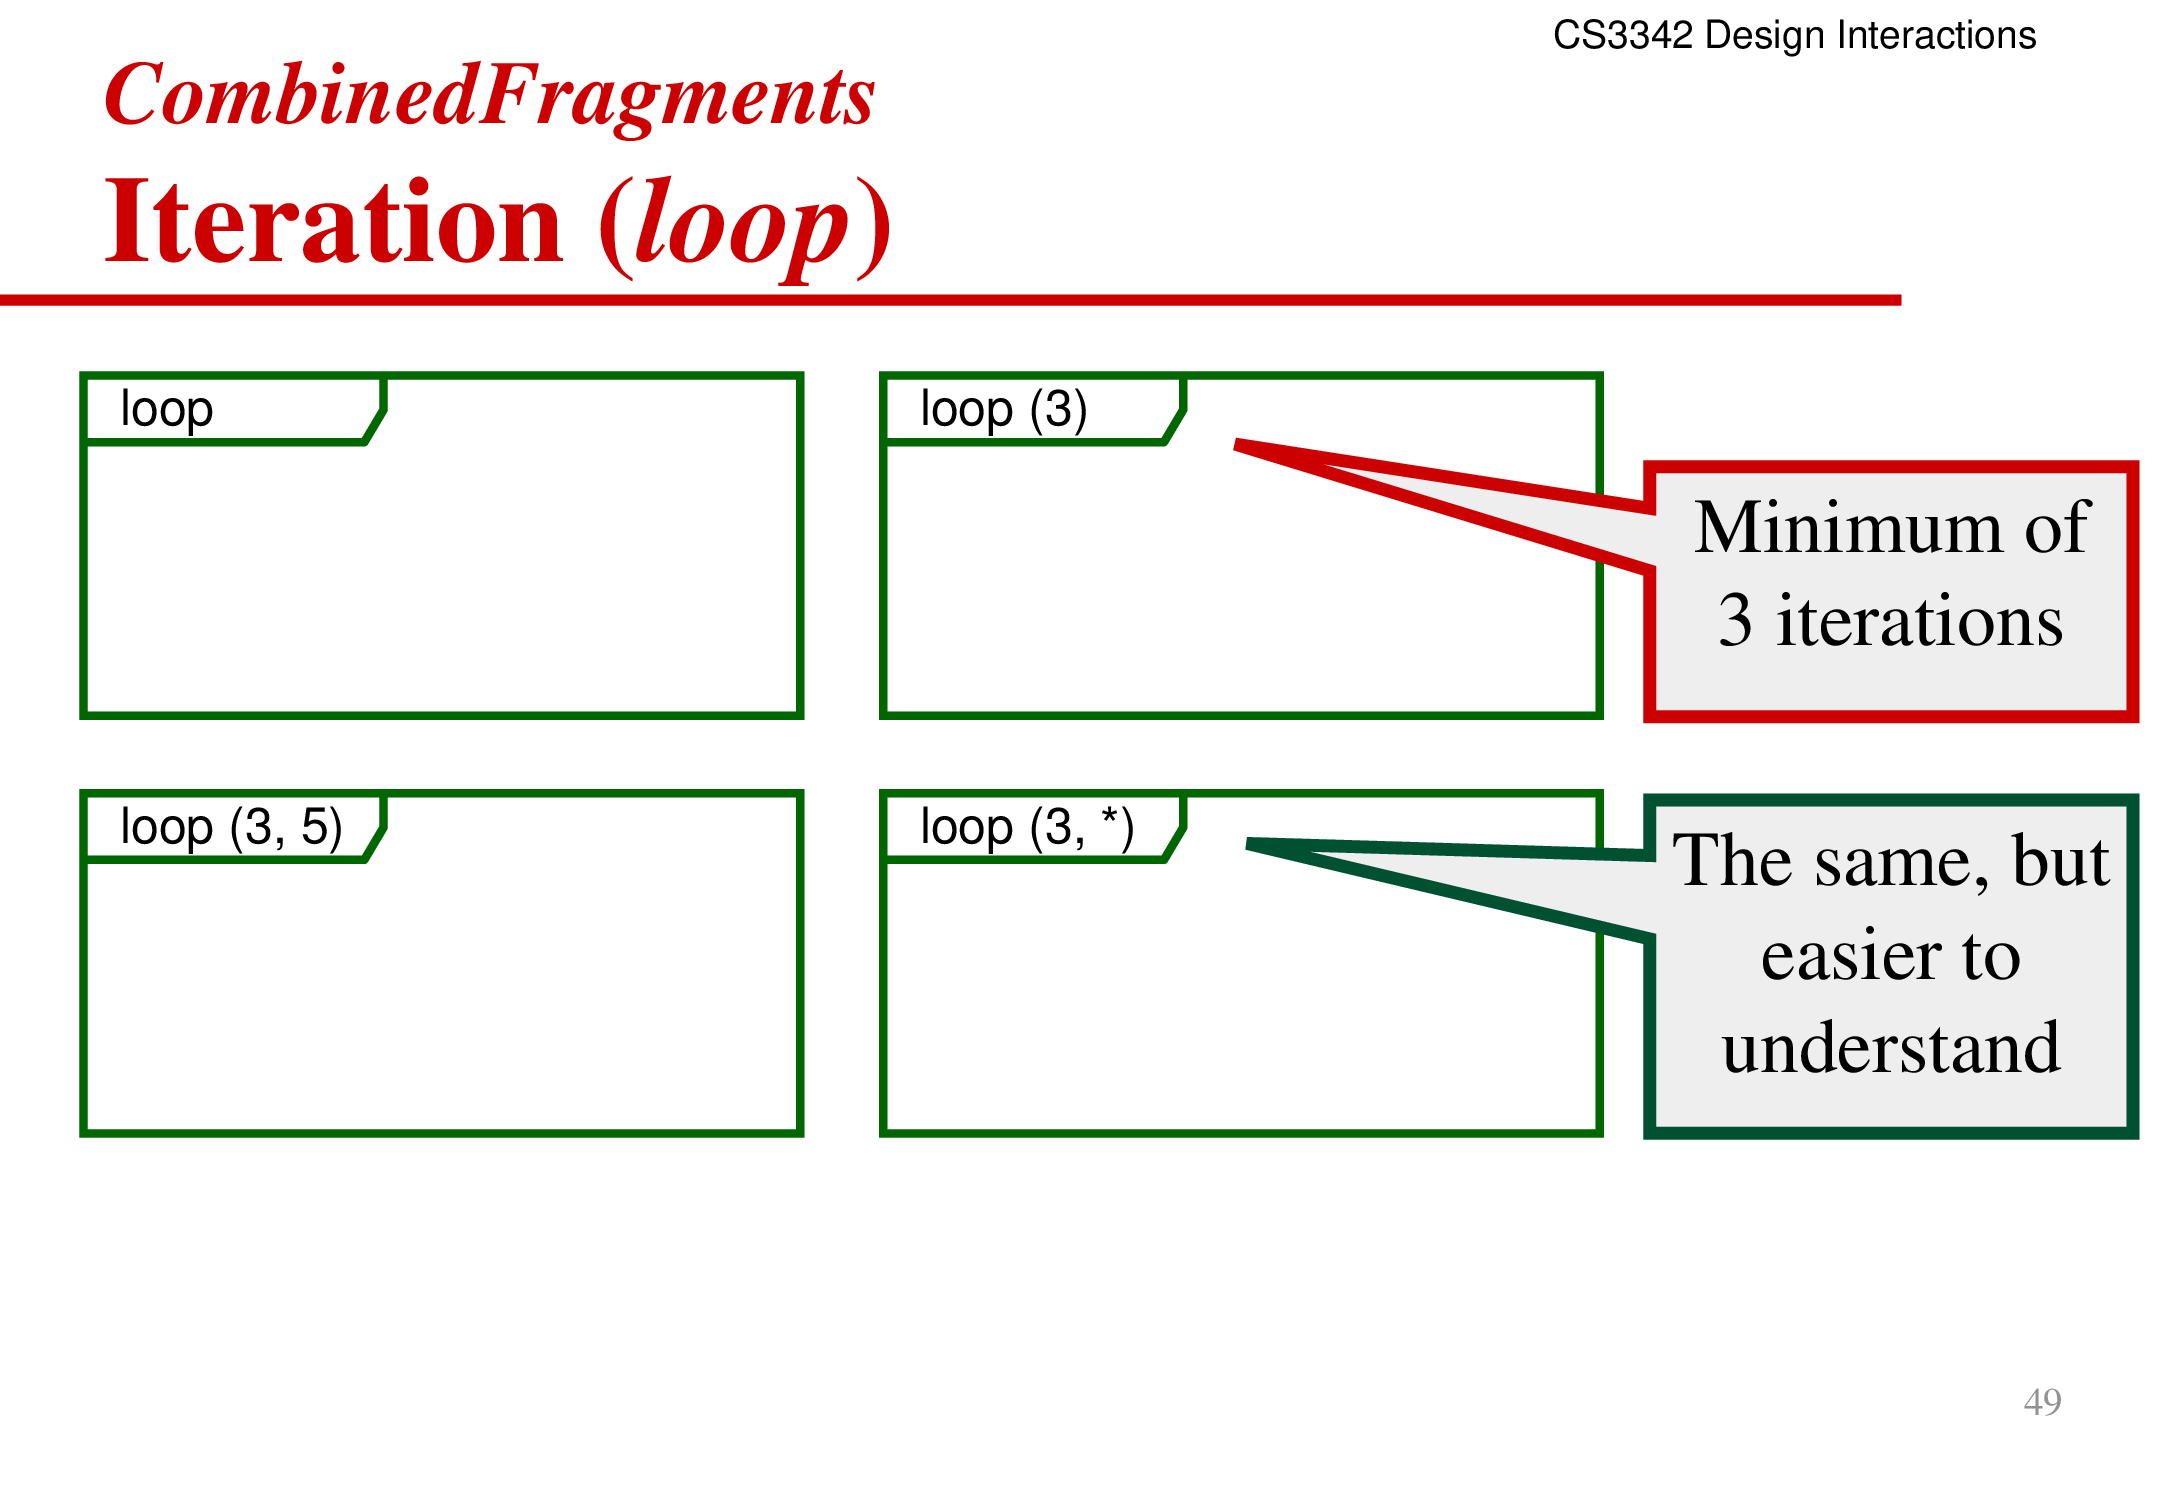 CS3342 Design Interactions
CombinedFragments
Iteration (loop)
loop
loop (3)
Minimum of
3 iterations
loop (3, 5)
loop (3, *)
The same, but
easier to
understand
49